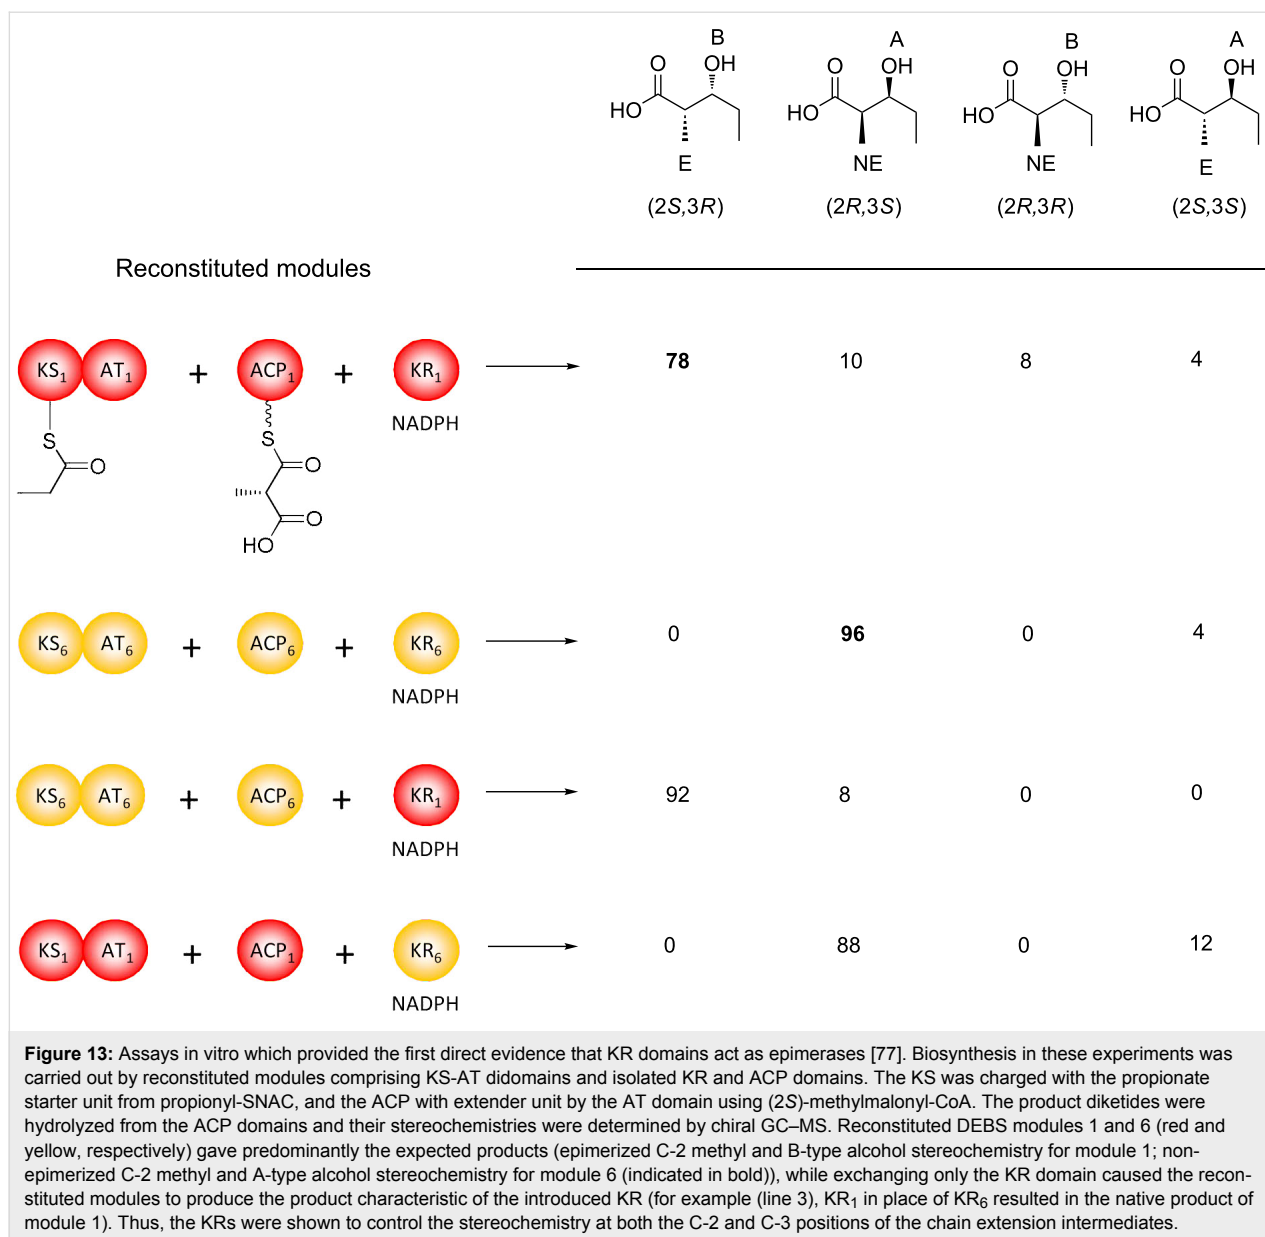 B A B A
O OH O OH O OH O OH
HO HO HO HO
E NE NE E
(2S,3R) (2R,3S) (2R,3R) (2S,3S)
Reconstituted modules
KS1 AT1 + ACP1 + KR1 78 10 8 4
NADPH
S S
O O
O
HO
KS6 AT6 + ACP6 + KR6 0 96 0 4
NADPH
KS6 AT6 + ACP6 + KR1 92 8 0 0
NADPH
KS1 AT1 + ACP1 + KR6 0 88 0 12
NADPH
Figure 13: Assays in vitro which provided the first direct evidence that KR domains act as epimerases [77]. Biosynthesis in these experiments was
carried out by reconstituted modules comprising KS-AT didomains and isolated KR and ACP domains. The KS was charged with the propionate
starter unit from propionyl-SNAC, and the ACP with extender unit by the AT domain using (2S)-methylmalonyl-CoA. The product diketides were
hydrolyzed from the ACP domains and their stereochemistries were determined by chiral GC–MS. Reconstituted DEBS modules 1 and 6 (red and
yellow, respectively) gave predominantly the expected products (epimerized C-2 methyl and B-type alcohol stereochemistry for module 1; non-
epimerized C-2 methyl and A-type alcohol stereochemistry for module 6 (indicated in bold)), while exchanging only the KR domain caused the recon-
stituted modules to produce the product characteristic of the introduced KR (for example (line 3), KR1 in place of KR6 resulted in the native product of
module 1). Thus, the KRs were shown to control the stereochemistry at both the C-2 and C-3 positions of the chain extension intermediates.